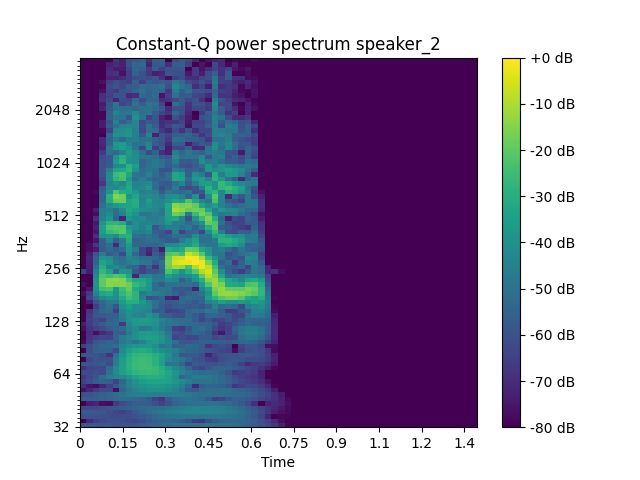 Constant-Q power spectrum speaker_2
Hz
2048
1024
512
256
128
64
32
0 0.15 0.3 0.45 0.6 0.75 0.9 1.1 1.2 1.4
Time
+0 dB
-10 dB
-20 dB
-30 dB
-40 dB
-50 dB
-60 dB
-70 dB
-80 dB